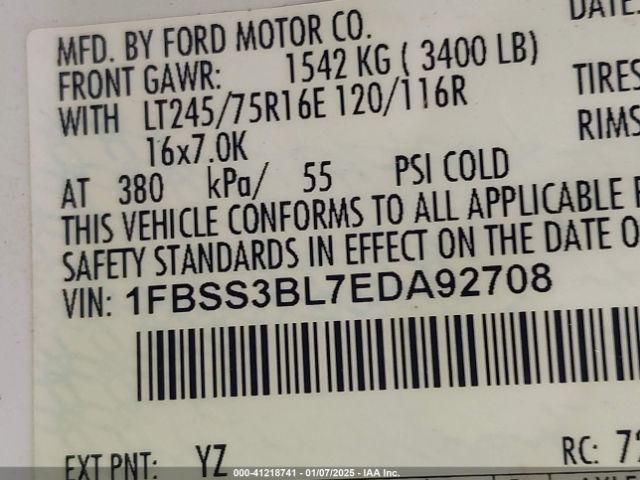 DATE:
MFD. BY FORD MOTOR CO.
FRONT GAWR: 1542 KG ( 3400 LB)
WITH LT245/75R16E 120/116R TIRES
16x7.0K RIMS
AT 380 kPa/ 55 PSI COLD
THIS VEHICLE CONFORMS TO ALL APPLICABLE
SAFETY STANDARDS IN EFFECT ON THE DATE O
VIN: 1FBSS3BL7EDA92708
EXT PNT: YZ RC: 7
000-41218741 - 01/07/2025 - IAA Inc.